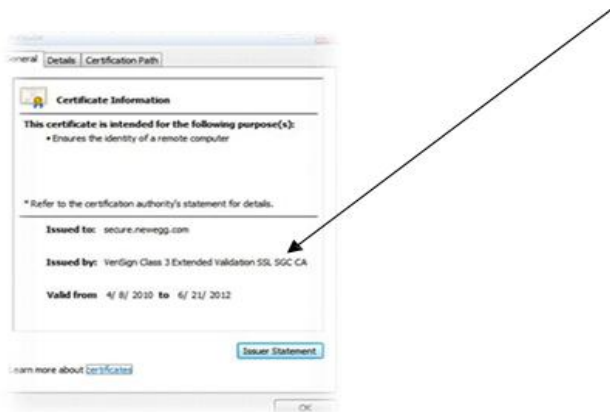 General Details Certification Path
Certificate Information
This certificate is intended for the following purpose(s):
• Ensures the identity of a remote computer
* Refer to the certification authority's statement for details.
Issued to: secure.newegg.com
Issued by: VeriSign Class 3 Extended Validation SSL SGC CA
Valid from 4/ 8/ 2010 to 6/ 21/ 2012
Issuer Statement
Learn more about certificates
OK